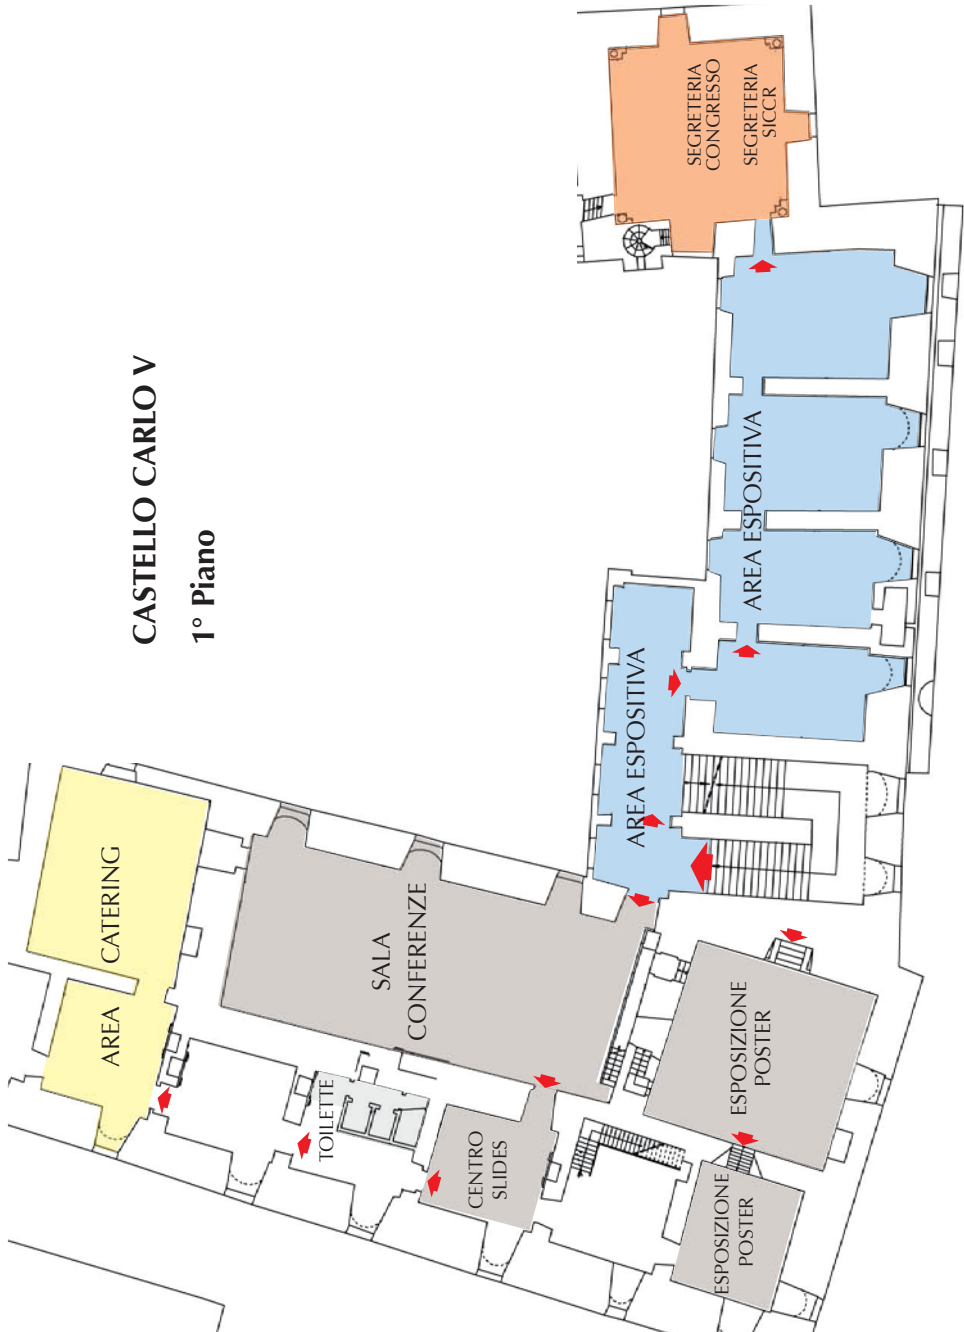 CASTELLO CARLO V
1° Piano
AREA CATERING
SALA
CONFERENZE
TOILETTE
CENTRO
SLIDES
ESPOSIZIONE
POSTER
ESPOSIZIONE
POSTER
AREA ESPOSITIVA
AREA ESPOSITIVA
SEGRETERIA
CONGRESSO
SEGRETERIA
SICCR